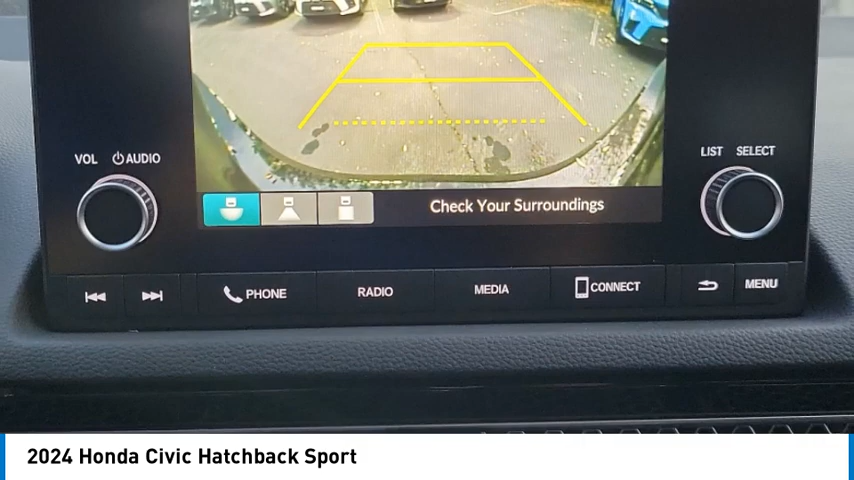 VOL AUDIO
LIST SELECT
Check Your Surroundings
PHONE RADIO MEDIA CONNECT MENU
2024 Honda Civic Hatchback Sport